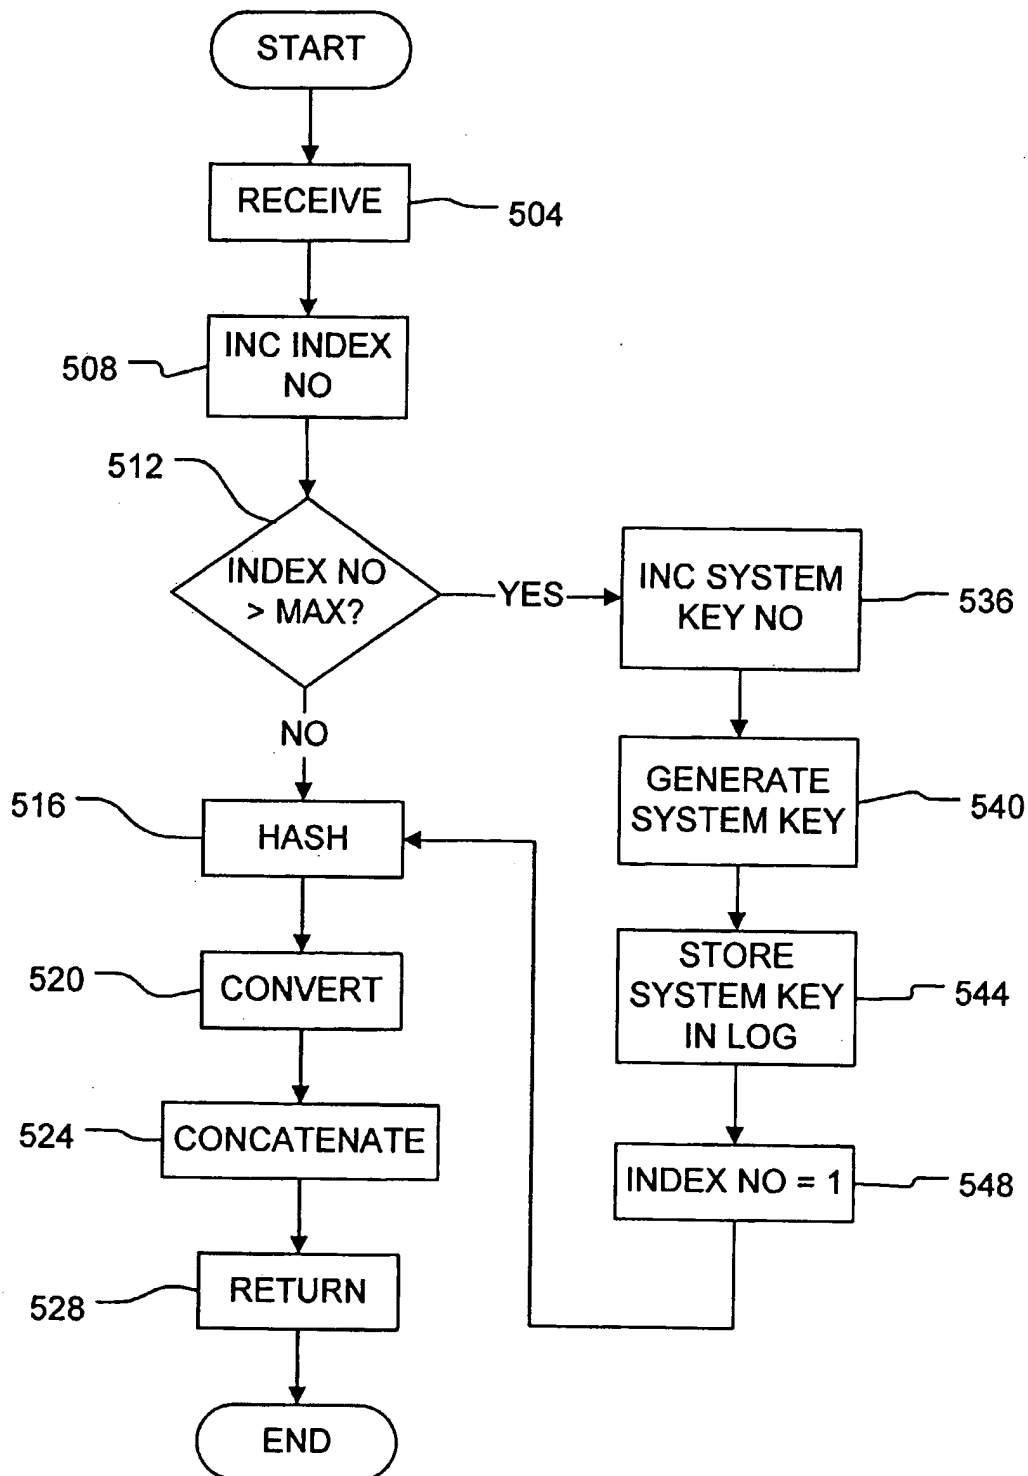 START
RECEIVE
504
INC INDEX
NO
508
512
INDEX NO
> MAX?
YES
NO
INC SYSTEM
KEY NO
536
GENERATE
SYSTEM KEY
540
STORE
SYSTEM KEY
IN LOG
544
INDEX NO = 1
548
516
HASH
520
CONVERT
524
CONCATENATE
528
RETURN
END